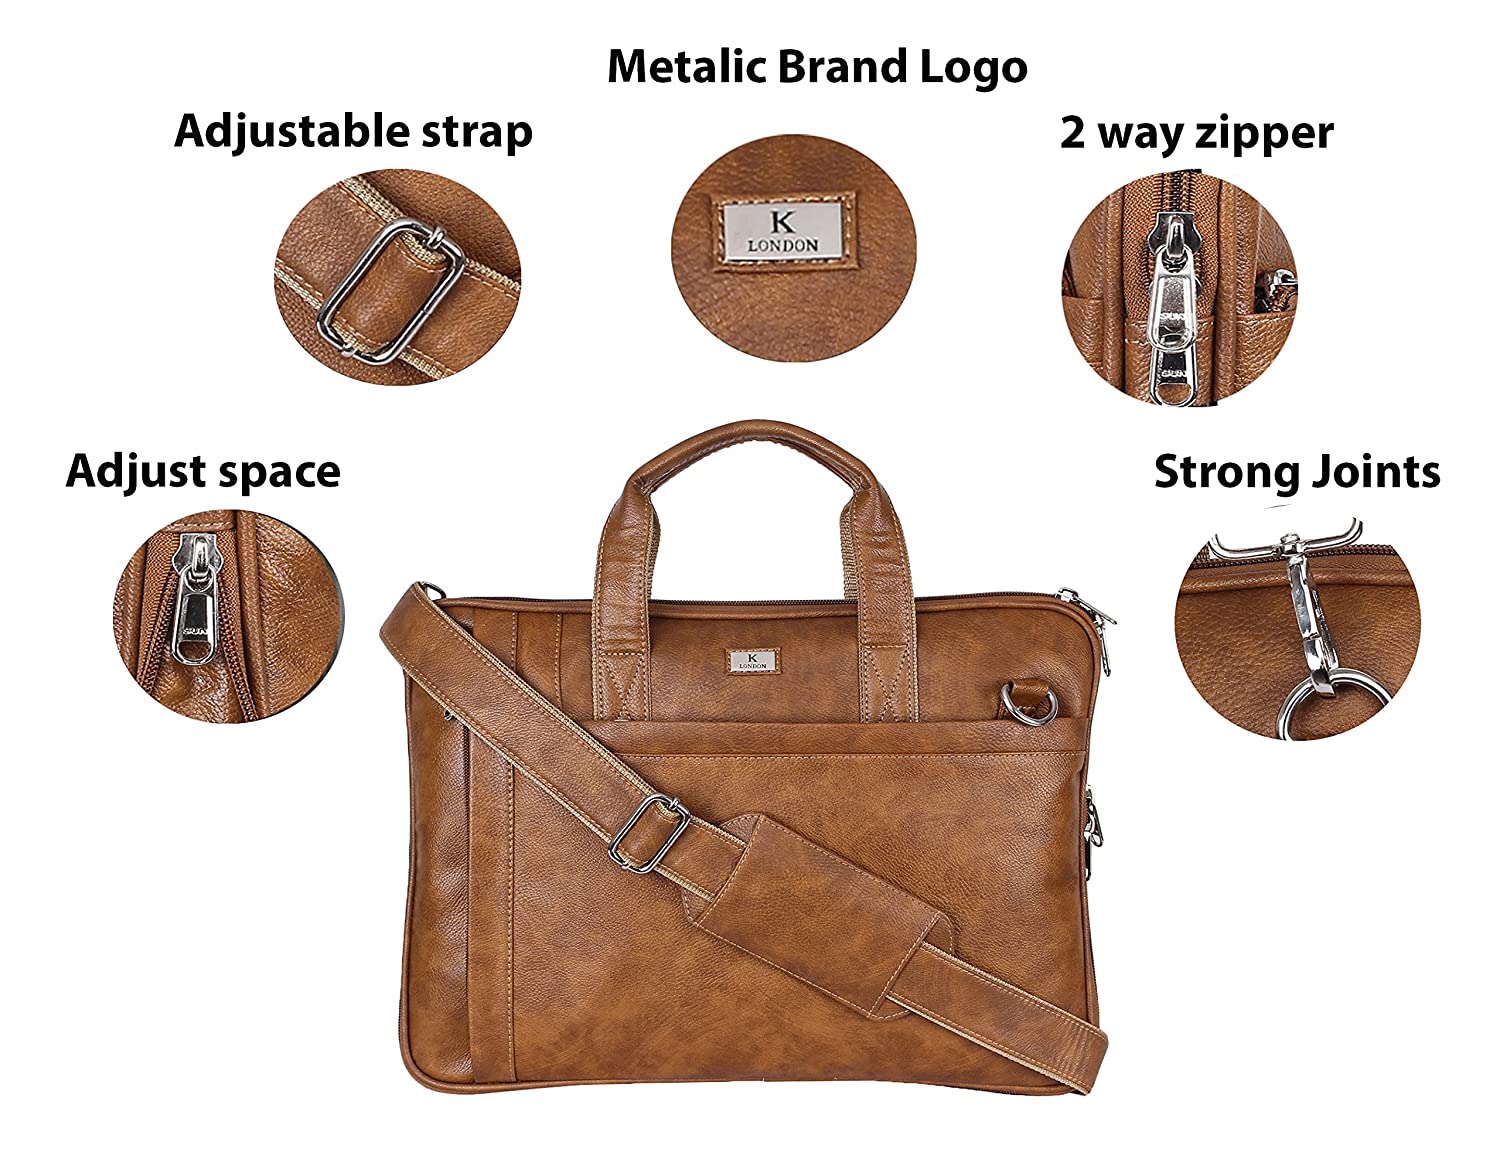 Metalic Brand Logo
Adjustable strap
2 way zipper
K
LONDON
Adjust space
Strong Joints
K
LONDON